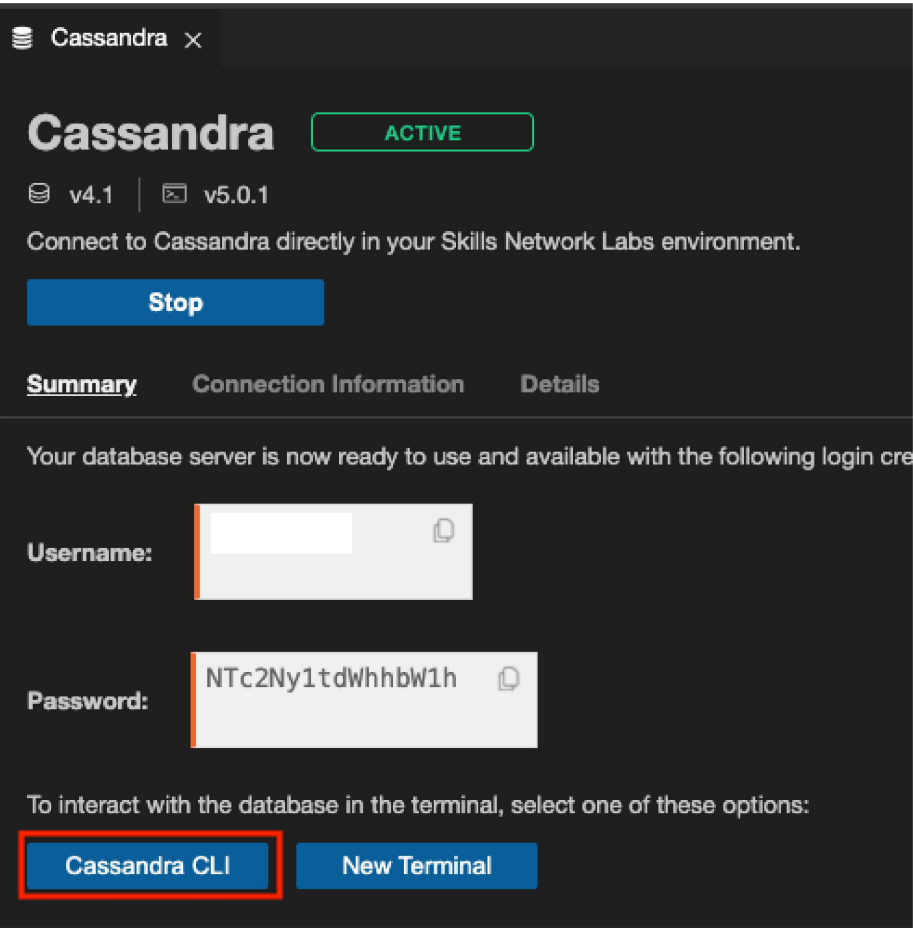 Cassandra
Cassandra ACTIVE
v4.1 v5.0.1
Connect to Cassandra directly in your Skills Network Labs environment.
Stop
Summary Connection Information Details
Your database server is now ready to use and available with the following login cre
Username:
NTc2Ny1tdWhhbW1h
Password:
To interact with the database in the terminal, select one of these options:
Cassandra CLI New Terminal